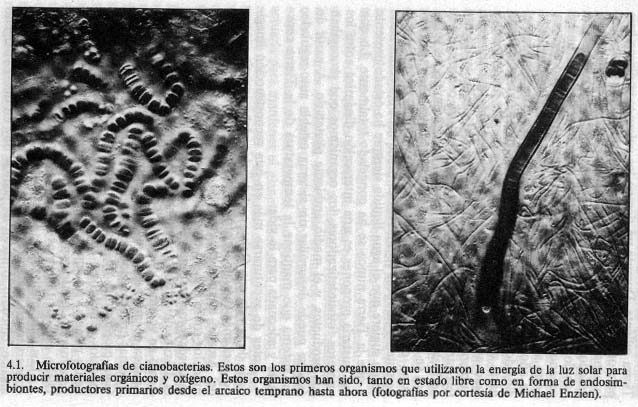 4.1. Microfotografías de cianobacterias. Estos son los primeros organismos que utilizaron la energía de la luz solar para
producir materiales orgánicos y oxígeno. Estos organismos han sido, tanto en estado libre como en forma de endosim-
biontes, productores primarios desde el arcaico temprano hasta ahora (fotografías por cortesía de Michael Enzien).